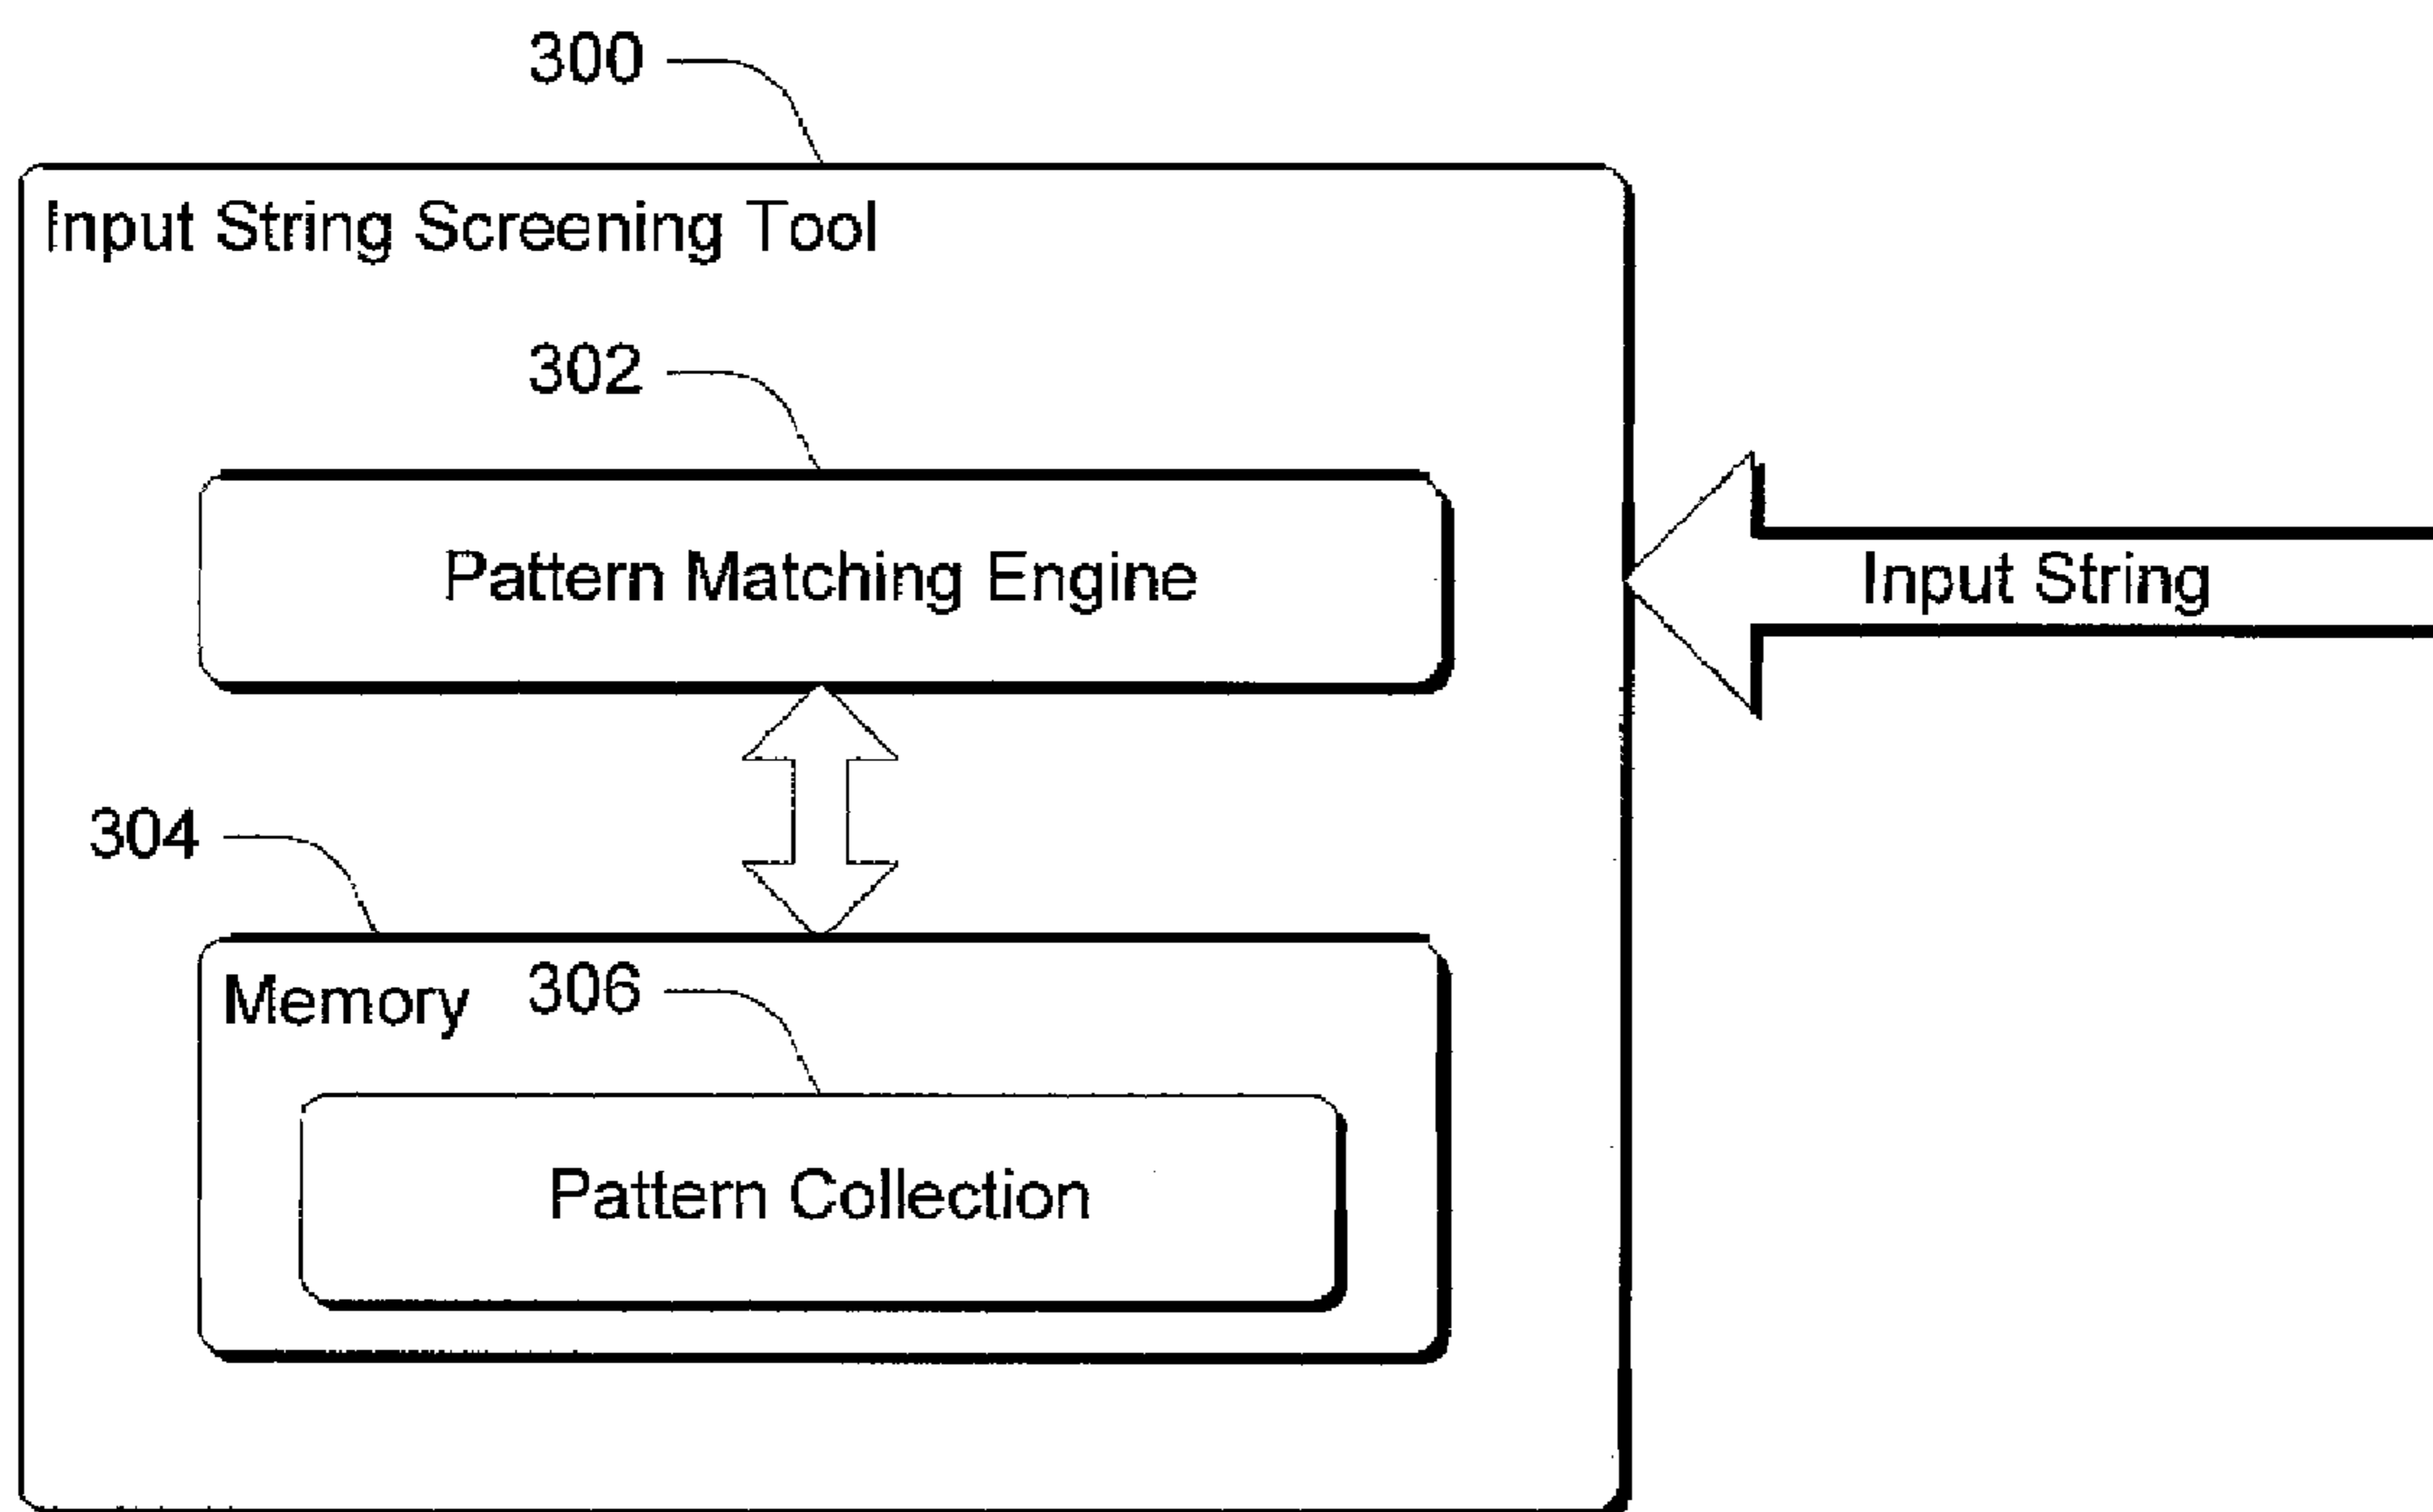 300
Input String Screening Tool
302
Pattern Matching Engine
Input String
304
Memory
306
Pattern Collection